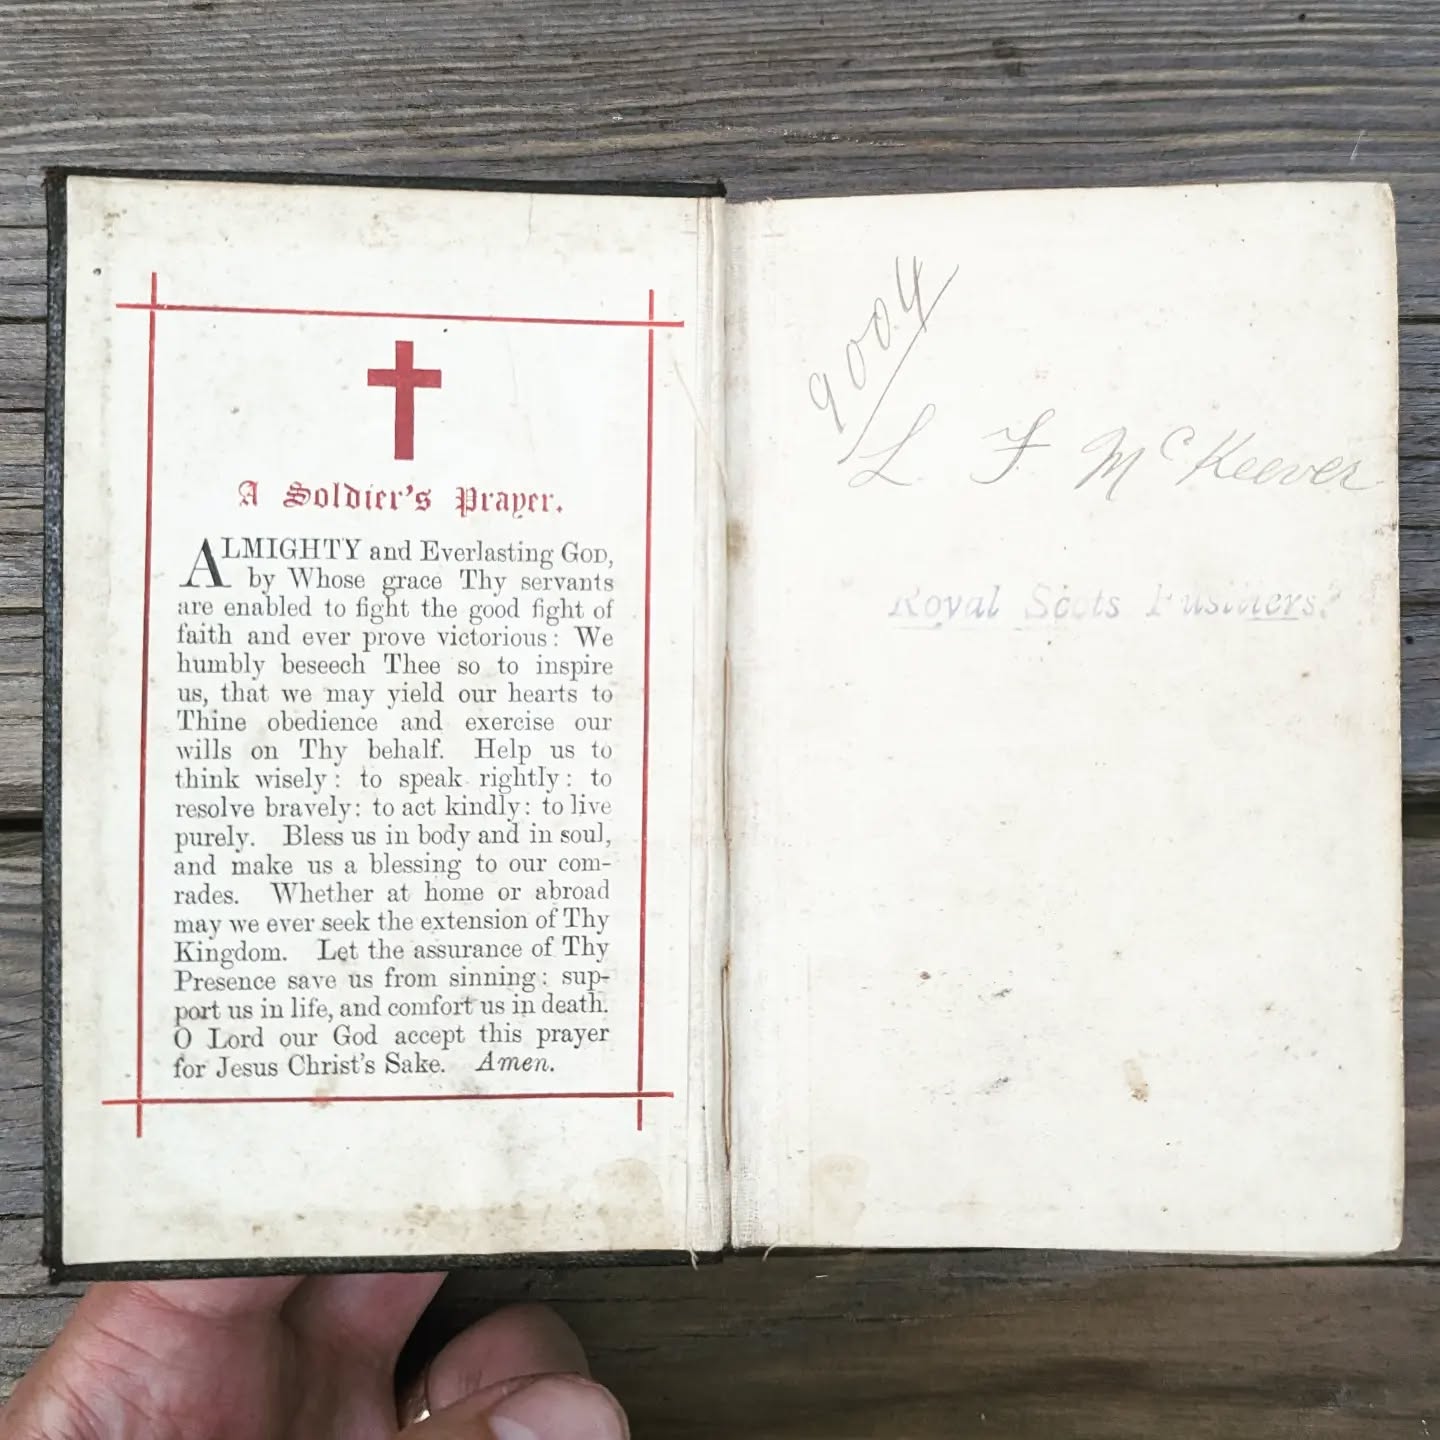 A Soldier's Prayer.
ALMIGHTY and Everlasting GOD,
by Whose grace Thy servants
are enabled to fight the good fight of
faith and ever prove victorious: We
humbly beseech Thee so to inspire
us, that we may yield our hearts to
Thine obedience and exercise our
wills on Thy behalf. Help us to
think wisely: to speak rightly: to
resolve bravely: to act kindly: to live
purely. Bless us in body and in soul,
and make us a blessing to our com-
rades. Whether at home or abroad
may we ever seek the extension of Thy
Kingdom. Let the assurance of Thy
Presence save us from sinning: sup-
port us in life, and comfort us in death.
O Lord our God accept this prayer
for Jesus Christ's Sake. Amen.
9004
L F McKeever
Royal Scots Fusiliers.